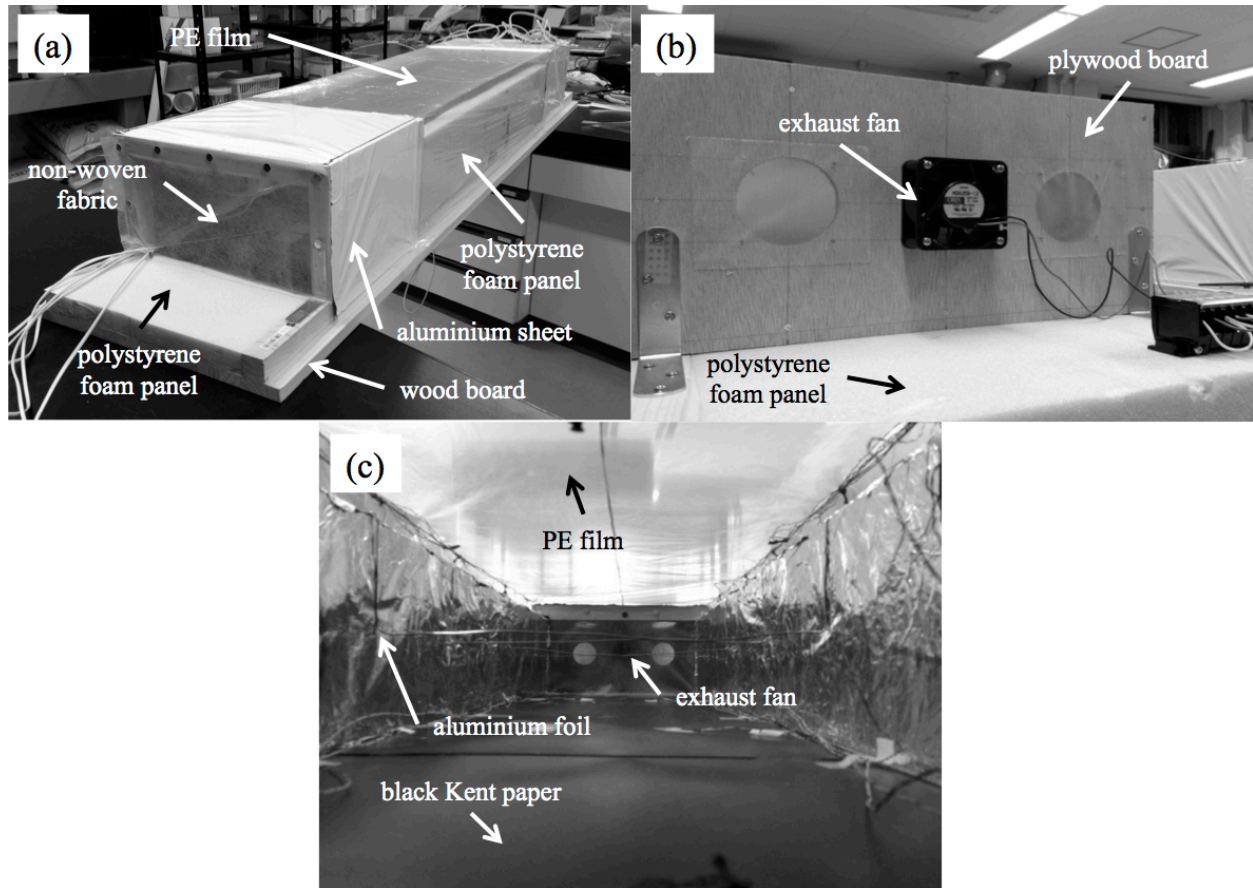 (a)
PE film
non-woven
fabric
polystyrene
foam panel
aluminium sheet
polystyrene
foam panel
wood board
(b)
plywood board
exhaust fan
polystyrene
foam panel
(c)
PE film
exhaust fan
aluminium foil
black Kent paper